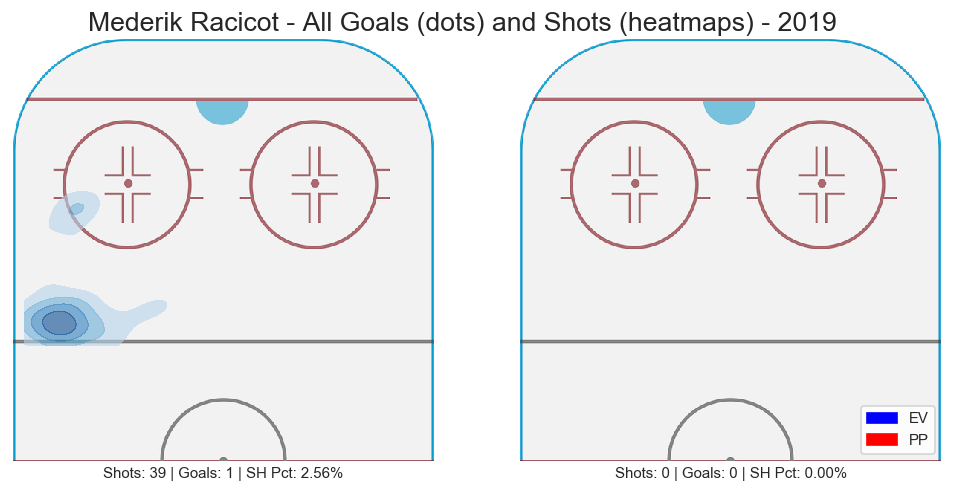 Mederik Racicot - All Goals (dots) and Shots (heatmaps) - 2019
EV
PP
Shots: 39 | Goals: 1 | SH Pct: 2.56%
Shots: 0 | Goals: 0 | SH Pct: 0.00%